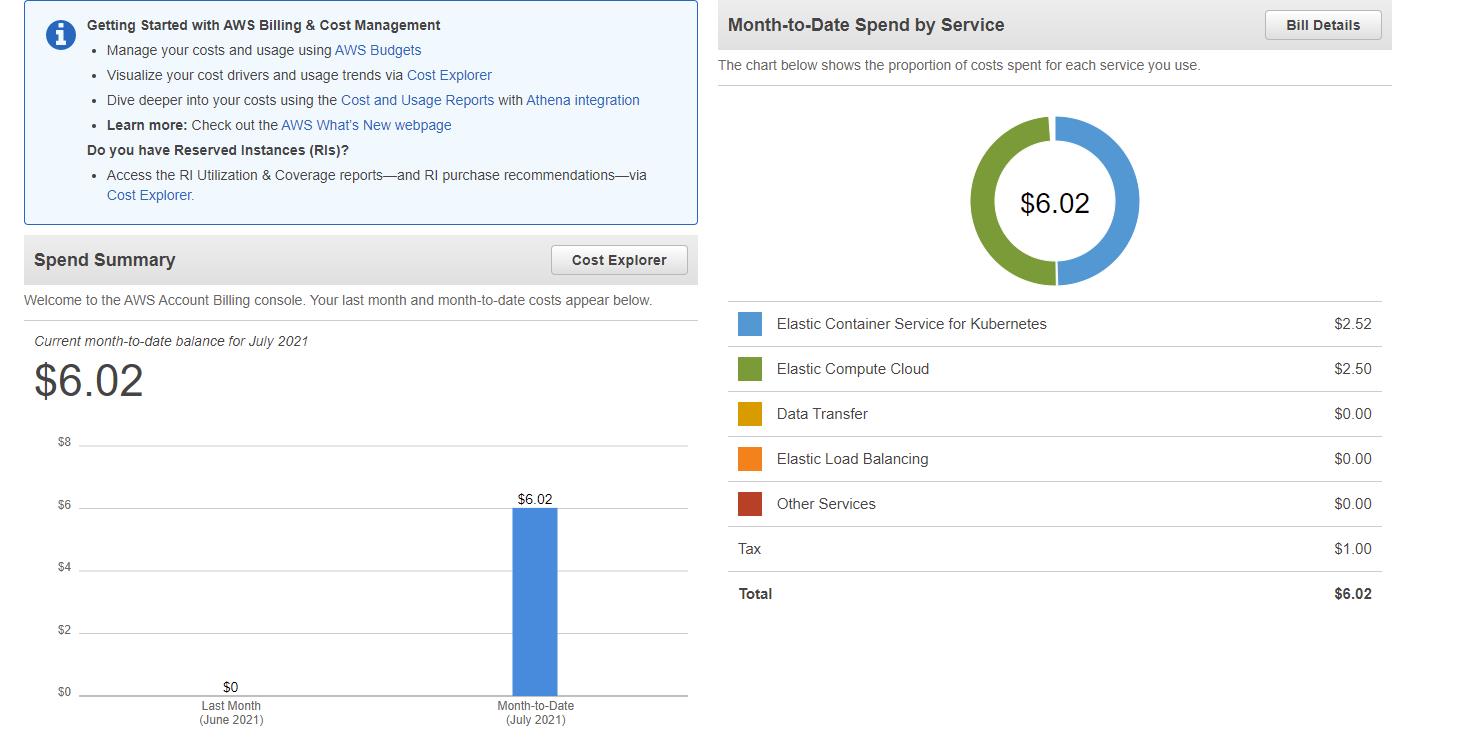 Getting Started with AWS Billing & Cost Management
Manage your costs and usage using AWS Budgets
Visualize your cost drivers and usage trends via Cost Explorer
Dive deeper into your costs using the Cost and Usage Reports with Athena integration
Learn more: Check out the AWS What's New webpage
Do you have Reserved Instances (RIs)?
Access the RI Utilization & Coverage reports—and RI purchase recommendations—via
Cost Explorer.
Spend Summary
Cost Explorer
Welcome to the AWS Account Billing console. Your last month and month-to-date costs appear below.
Current month-to-date balance for July 2021
$6.02
$8
$6
$4
$2
$0
$6.02
$0
Last Month
(June 2021)
Month-to-Date
(July 2021)
Month-to-Date Spend by Service
Bill Details
The chart below shows the proportion of costs spent for each service you use.
$6.02
Elastic Container Service for Kubernetes $2.52
Elastic Compute Cloud $2.50
Data Transfer $0.00
Elastic Load Balancing $0.00
Other Services $0.00
Tax $1.00
Total $6.02